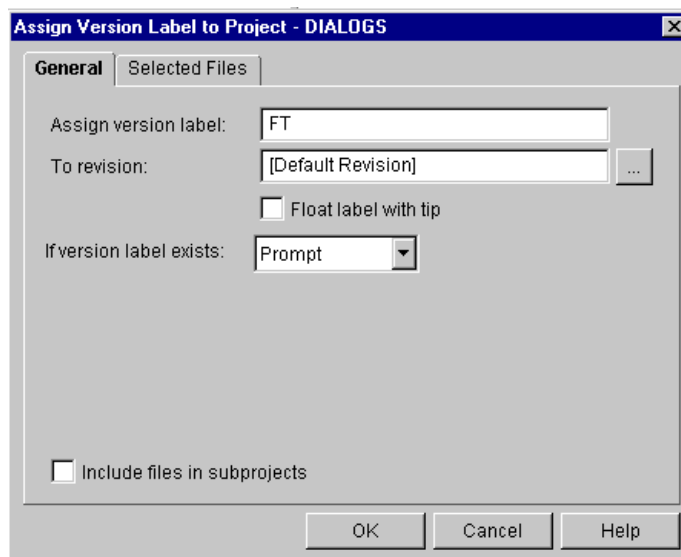 Assign Version Label to Project - DIALOGS
General
Selected Files
Assign version label:
FT
To revision:
[Default Revision]
...
Float label with tip
If version label exists:
Prompt
Include files in subprojects
OK
Cancel
Help